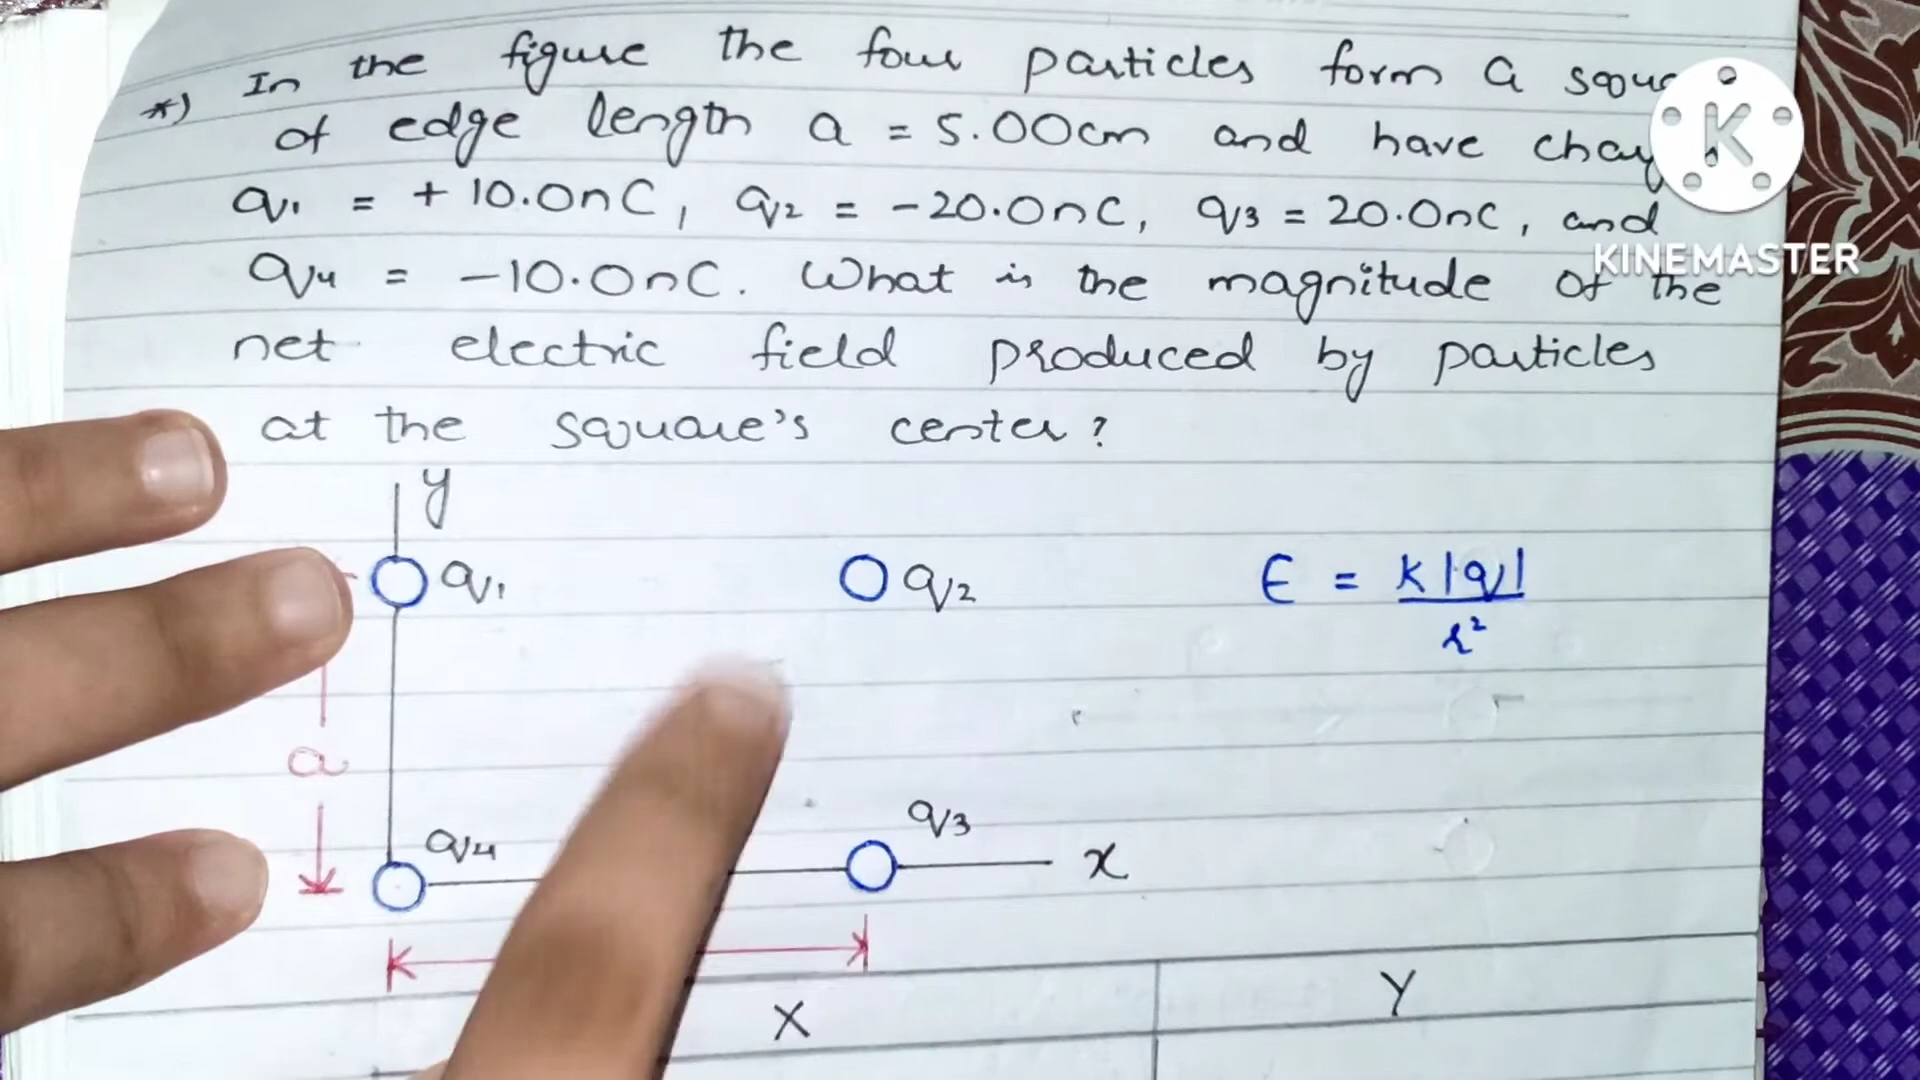 *) In the figure the four particles form a squ
of edge length a = 5.00cm and have
q1 = +10.0nC, q2 = -20.0nC, q3 = 20.0nC, and
q4 = -10.0nC. What is the magnitude of the
net electric field produced by particles
at the square's center?
K
KINEMASTER
y
q1
q2
E = k|q|
r²
a
q4
q3
x
X
Y